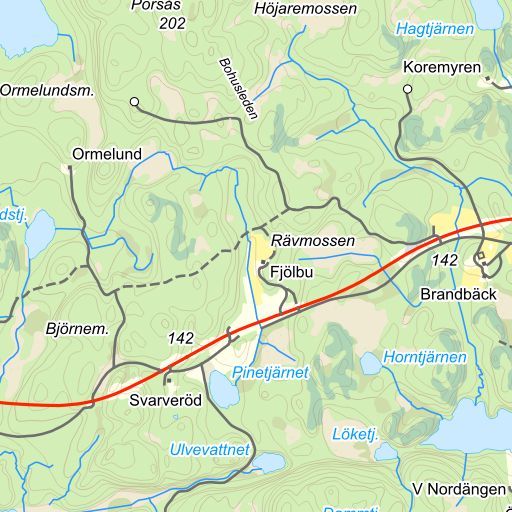 Porsås
202
Höjaremossen
Hagtjärnen
Koremyren
Bohusleden
Ormelundsm.
Ormelund
dstj.
Rävmossen
142
Fjölbu
Brandbäck
Björnem.
142
Horntjärnen
Pinetjärnet
Svarveröd
Löketj.
Ulvevattnet
V Nordängen